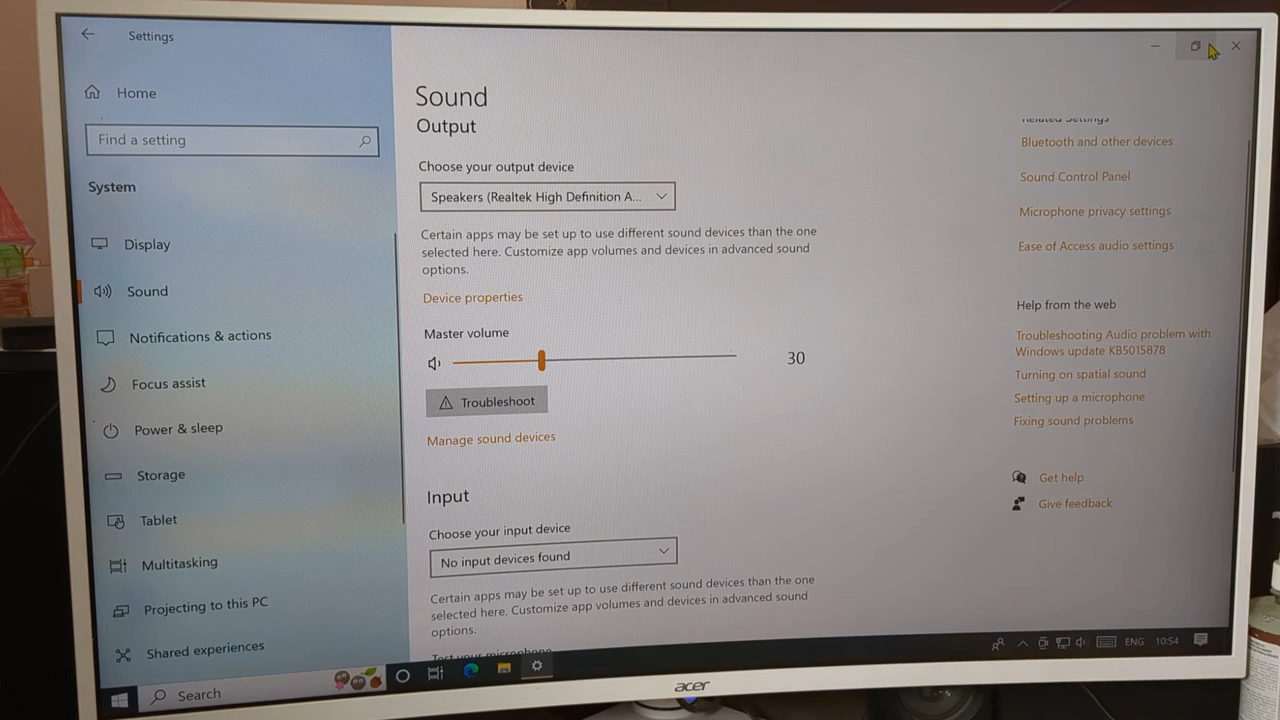 Settings
Home
Find a setting
System
Display
Sound
Notifications & actions
Focus assist
Power & sleep
Storage
Tablet
Multitasking
Projecting to this PC
Shared experiences
Sound
Output
Choose your output device
Speakers (Realtek High Definition A...
Certain apps may be set up to use different sound devices than the one
selected here. Customize app volumes and devices in advanced sound
options.
Device properties
Master volume
30
Troubleshoot
Manage sound devices
Input
Choose your input device
No input devices found
Certain apps may be set up to use different sound devices than the one
selected here. Customize app volumes and devices in advanced sound
options.
Test your microphone
Related Settings
Bluetooth and other devices
Sound Control Panel
Microphone privacy settings
Ease of Access audio settings
Help from the web
Troubleshooting Audio problem with
Windows update KB5015878
Turning on spatial sound
Setting up a microphone
Fixing sound problems
Get help
Give feedback
Search
ENG
10:54
acer